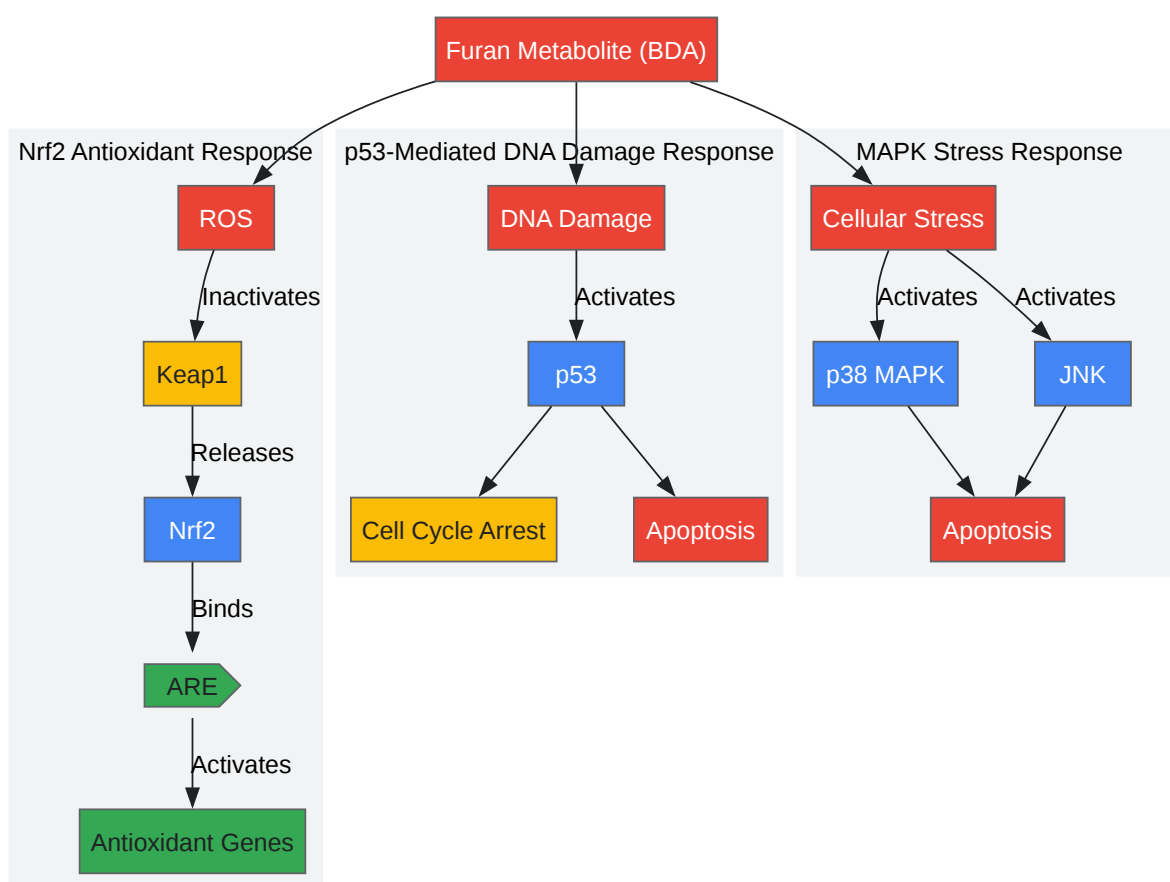 Furan Metabolite (BDA)
Nrf2 Antioxidant Response
p53-Mediated DNA Damage Response
MAPK Stress Response
ROS
DNA Damage
Cellular Stress
Inactivates
Activates
Activates
Activates
Keap1
p53
p38 MAPK
JNK
Releases
Nrf2
Cell Cycle Arrest
Apoptosis
Apoptosis
Binds
ARE
Activates
Antioxidant Genes